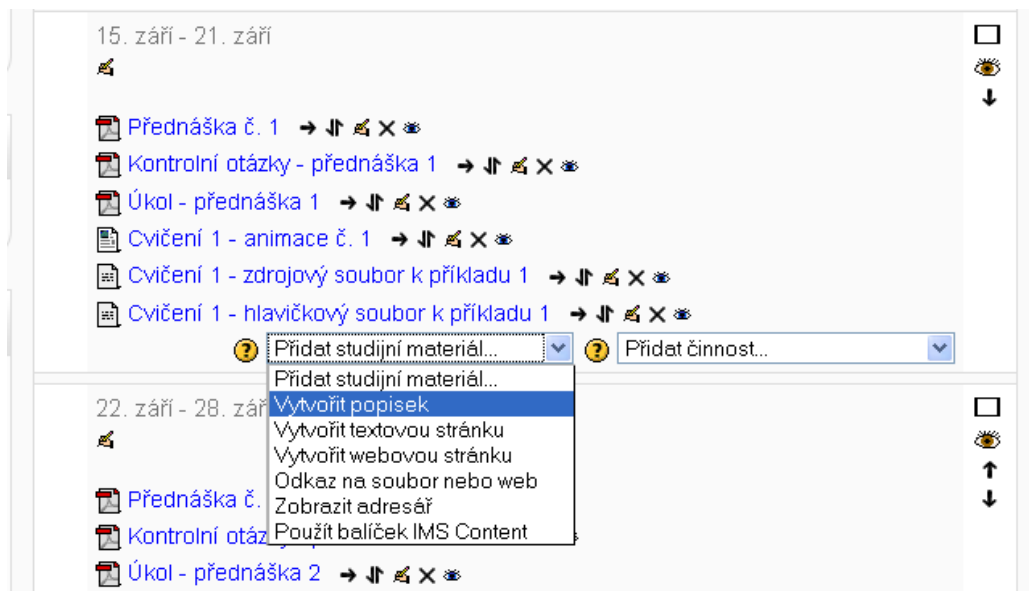 15. září - 21. září
Přednáška č. 1
Kontrolní otázky - přednáška 1
Úkol - přednáška 1
Cvičení 1 - animace č. 1
Cvičení 1 - zdrojový soubor k příkladu 1
Cvičení 1 - hlavičkový soubor k příkladu 1
Přidat studijní materiál... Přidat činnost...
Přidat studijní materiál...
22. září - 28. zář Vytvořit popisek
Vytvořit textovou stránku
Vytvořit webovou stránku
Odkaz na soubor nebo web
Přednáška č. Zobrazit adresář
Kontrolní otáz Použít balíček IMS Content
Úkol - přednáška 2